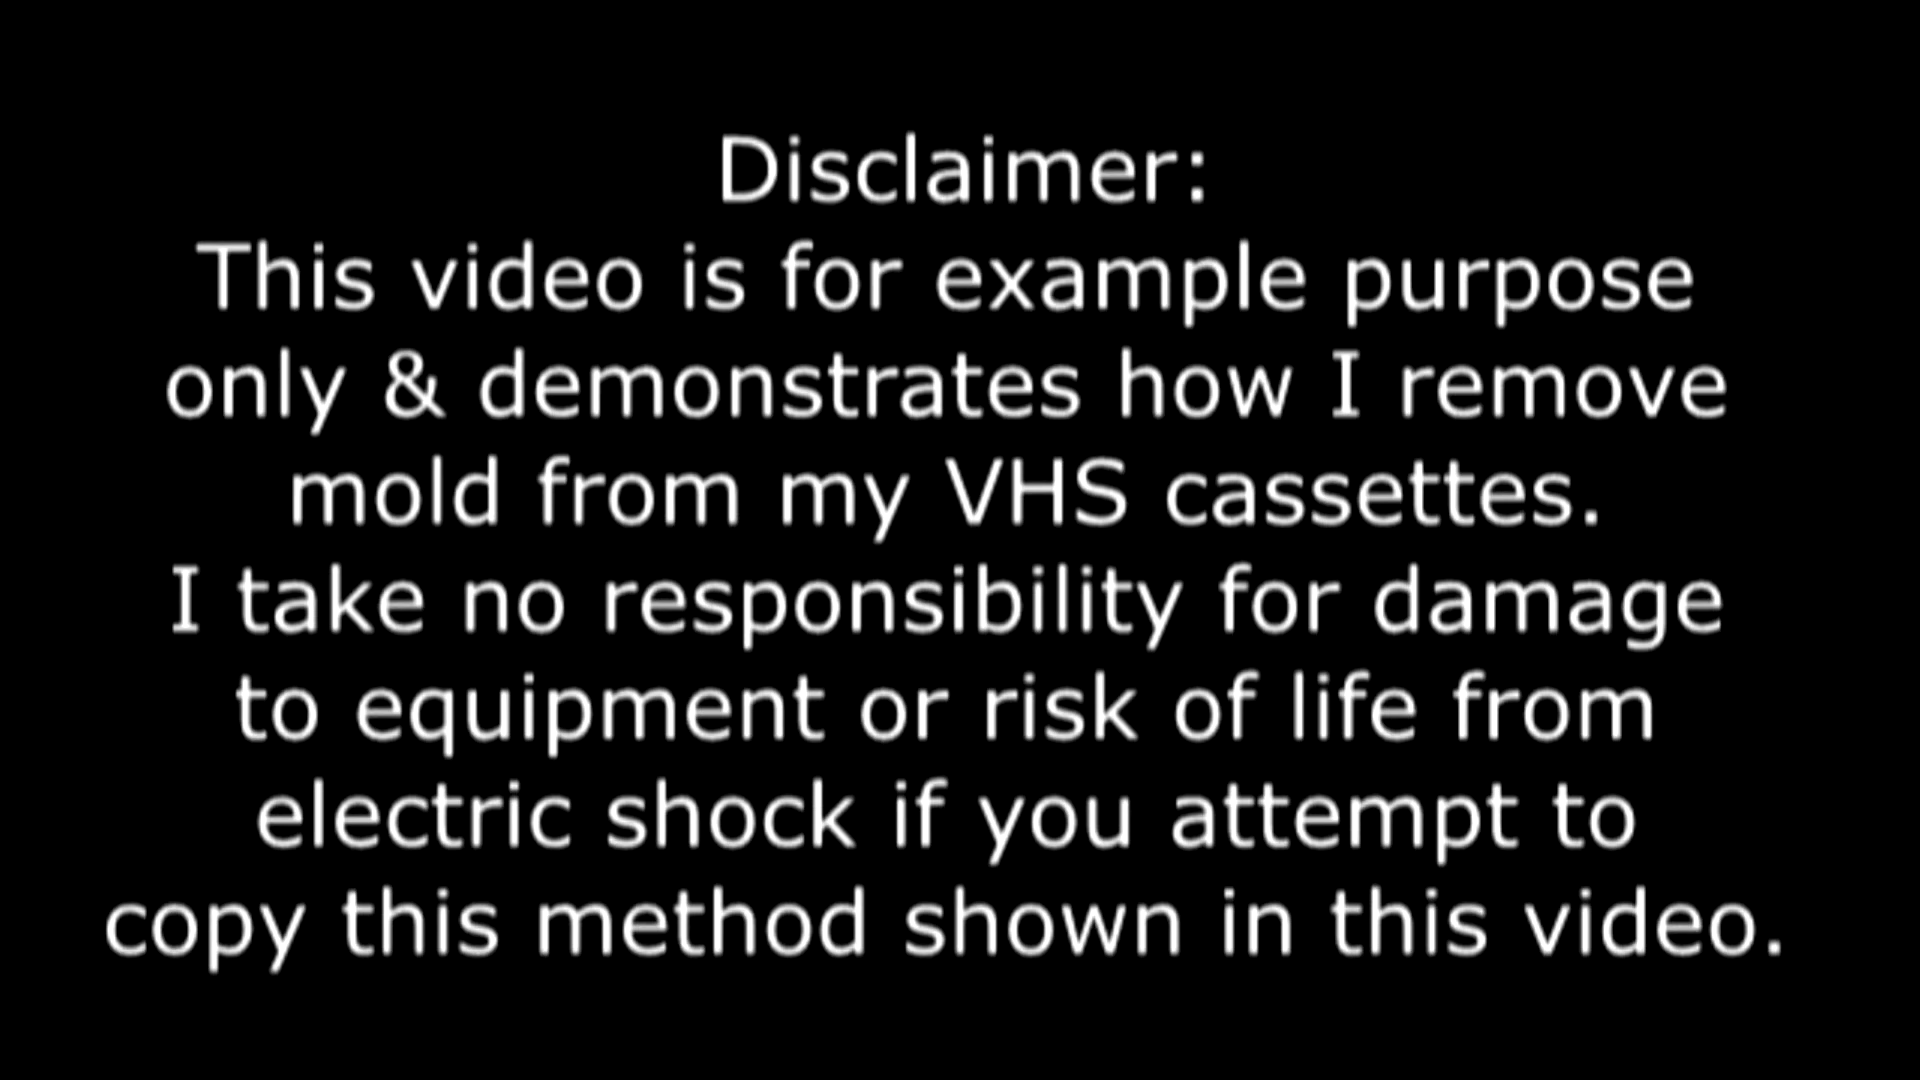 Disclaimer:
This video is for example purpose
only & demonstrates how I remove
mold from my VHS cassettes.
I take no responsibility for damage
to equipment or risk of life from
electric shock if you attempt to
copy this method shown in this video.